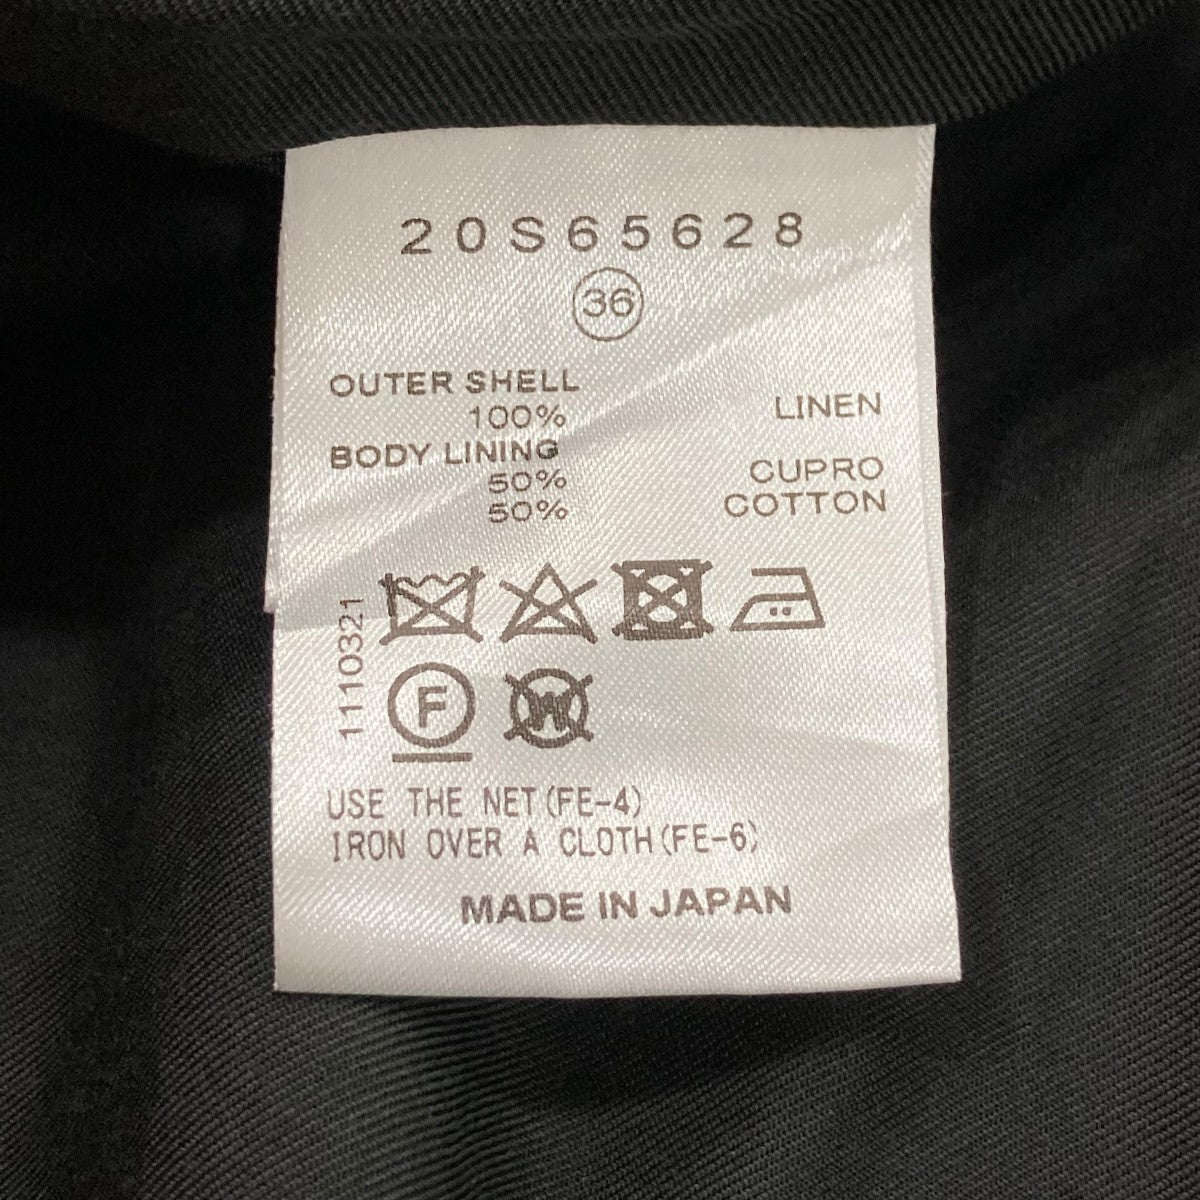 20S65628
36
OUTER SHELL
100% LINEN
BODY LINING
50% CUPRO
50% COTTON
1110321
F
W
USE THE NET(FE-4)
IRON OVER A CLOTH(FE-6)
MADE IN JAPAN